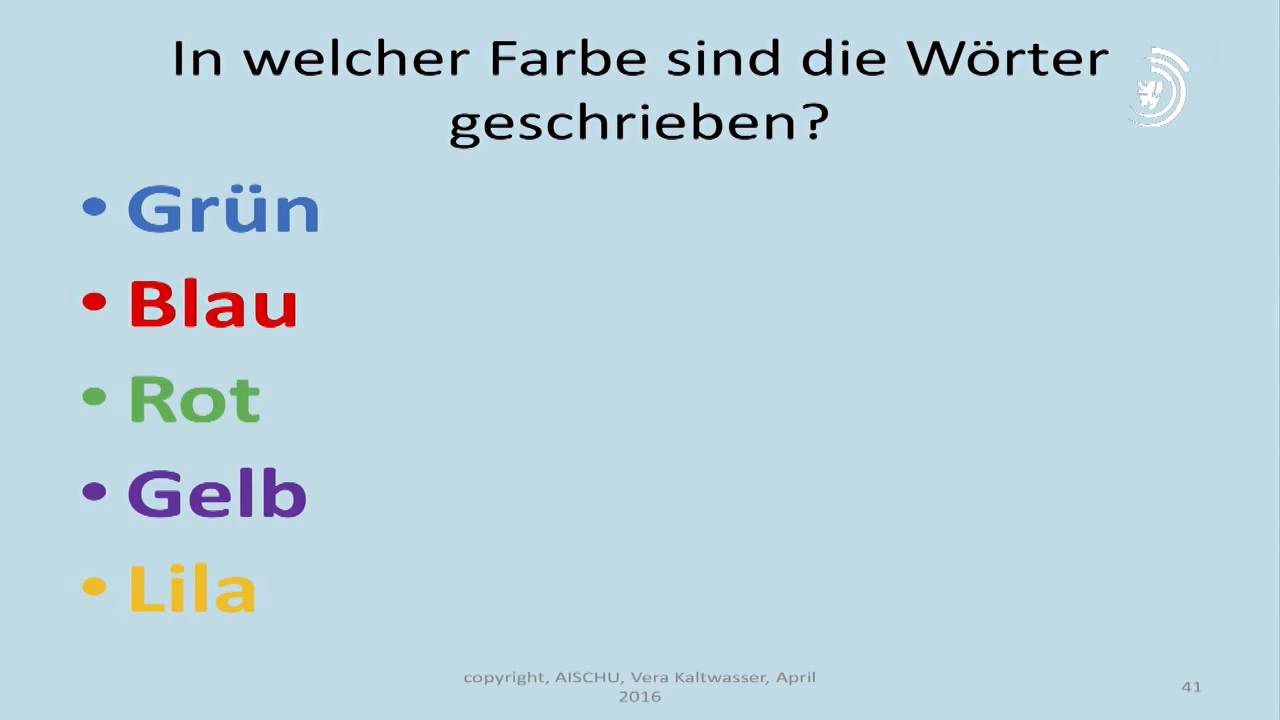 In welcher Farbe sind die Wörter
geschrieben?
• Grün
• Blau
• Rot
• Gelb
• Lila
copyright, AISCHU, Vera Kaltwasser, April
2016
41